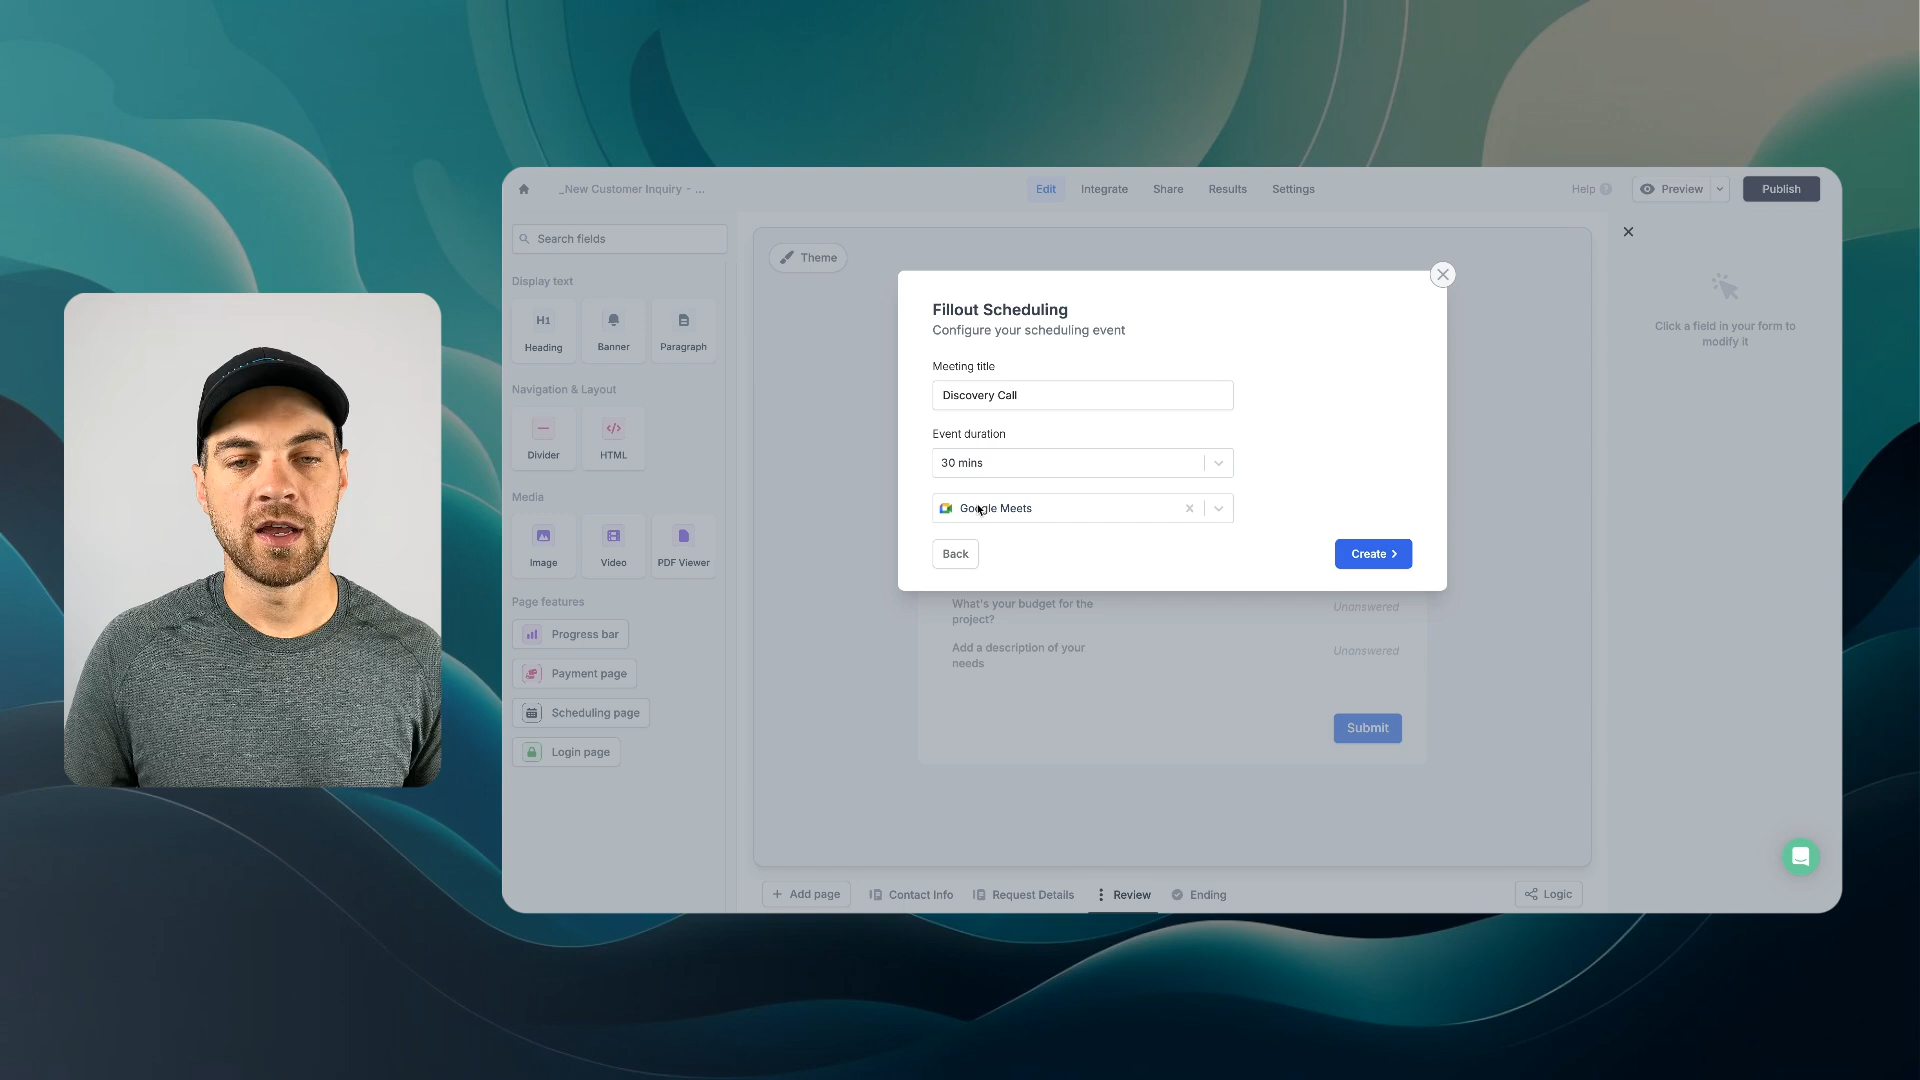 _New Customer Inquiry - ...
Edit
Integrate
Share
Results
Settings
Help
Preview
Publish
Search fields
Display text
H1
Heading
Banner
Paragraph
Navigation & Layout
Divider
</>
HTML
Media
Image
Video
PDF Viewer
Page features
Progress bar
Payment page
Scheduling page
Login page
Theme
Fillout Scheduling
Configure your scheduling event
Meeting title
Discovery Call
Event duration
30 mins
Google Meets
Back
Create
What's your budget for the
project?
Unanswered
Add a description of your
needs
Unanswered
Submit
Click a field in your form to
modify it
+ Add page
Contact Info
Request Details
Review
Ending
Logic